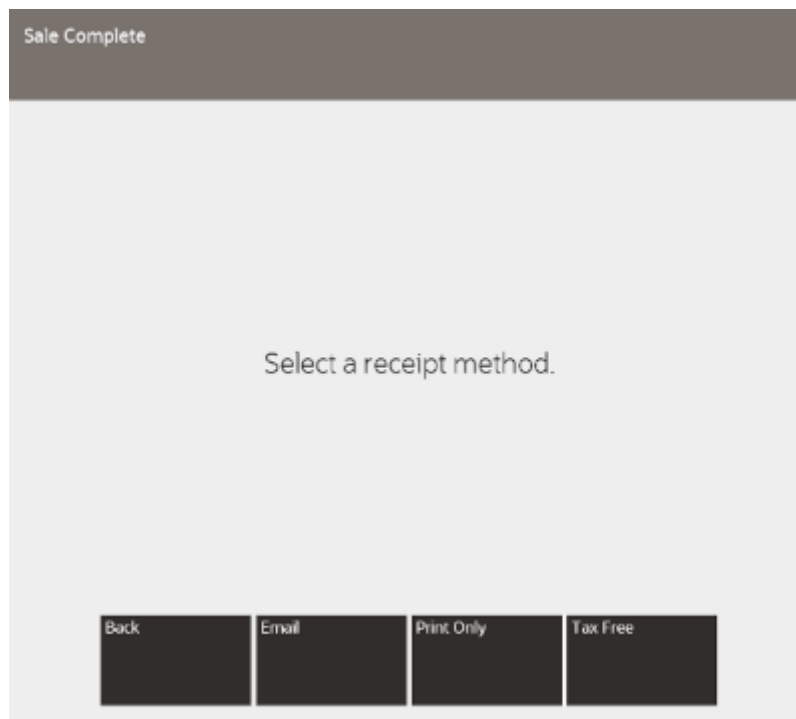 Sale Complete
Select a receipt method.
Back
Email
Print Only
Tax Free